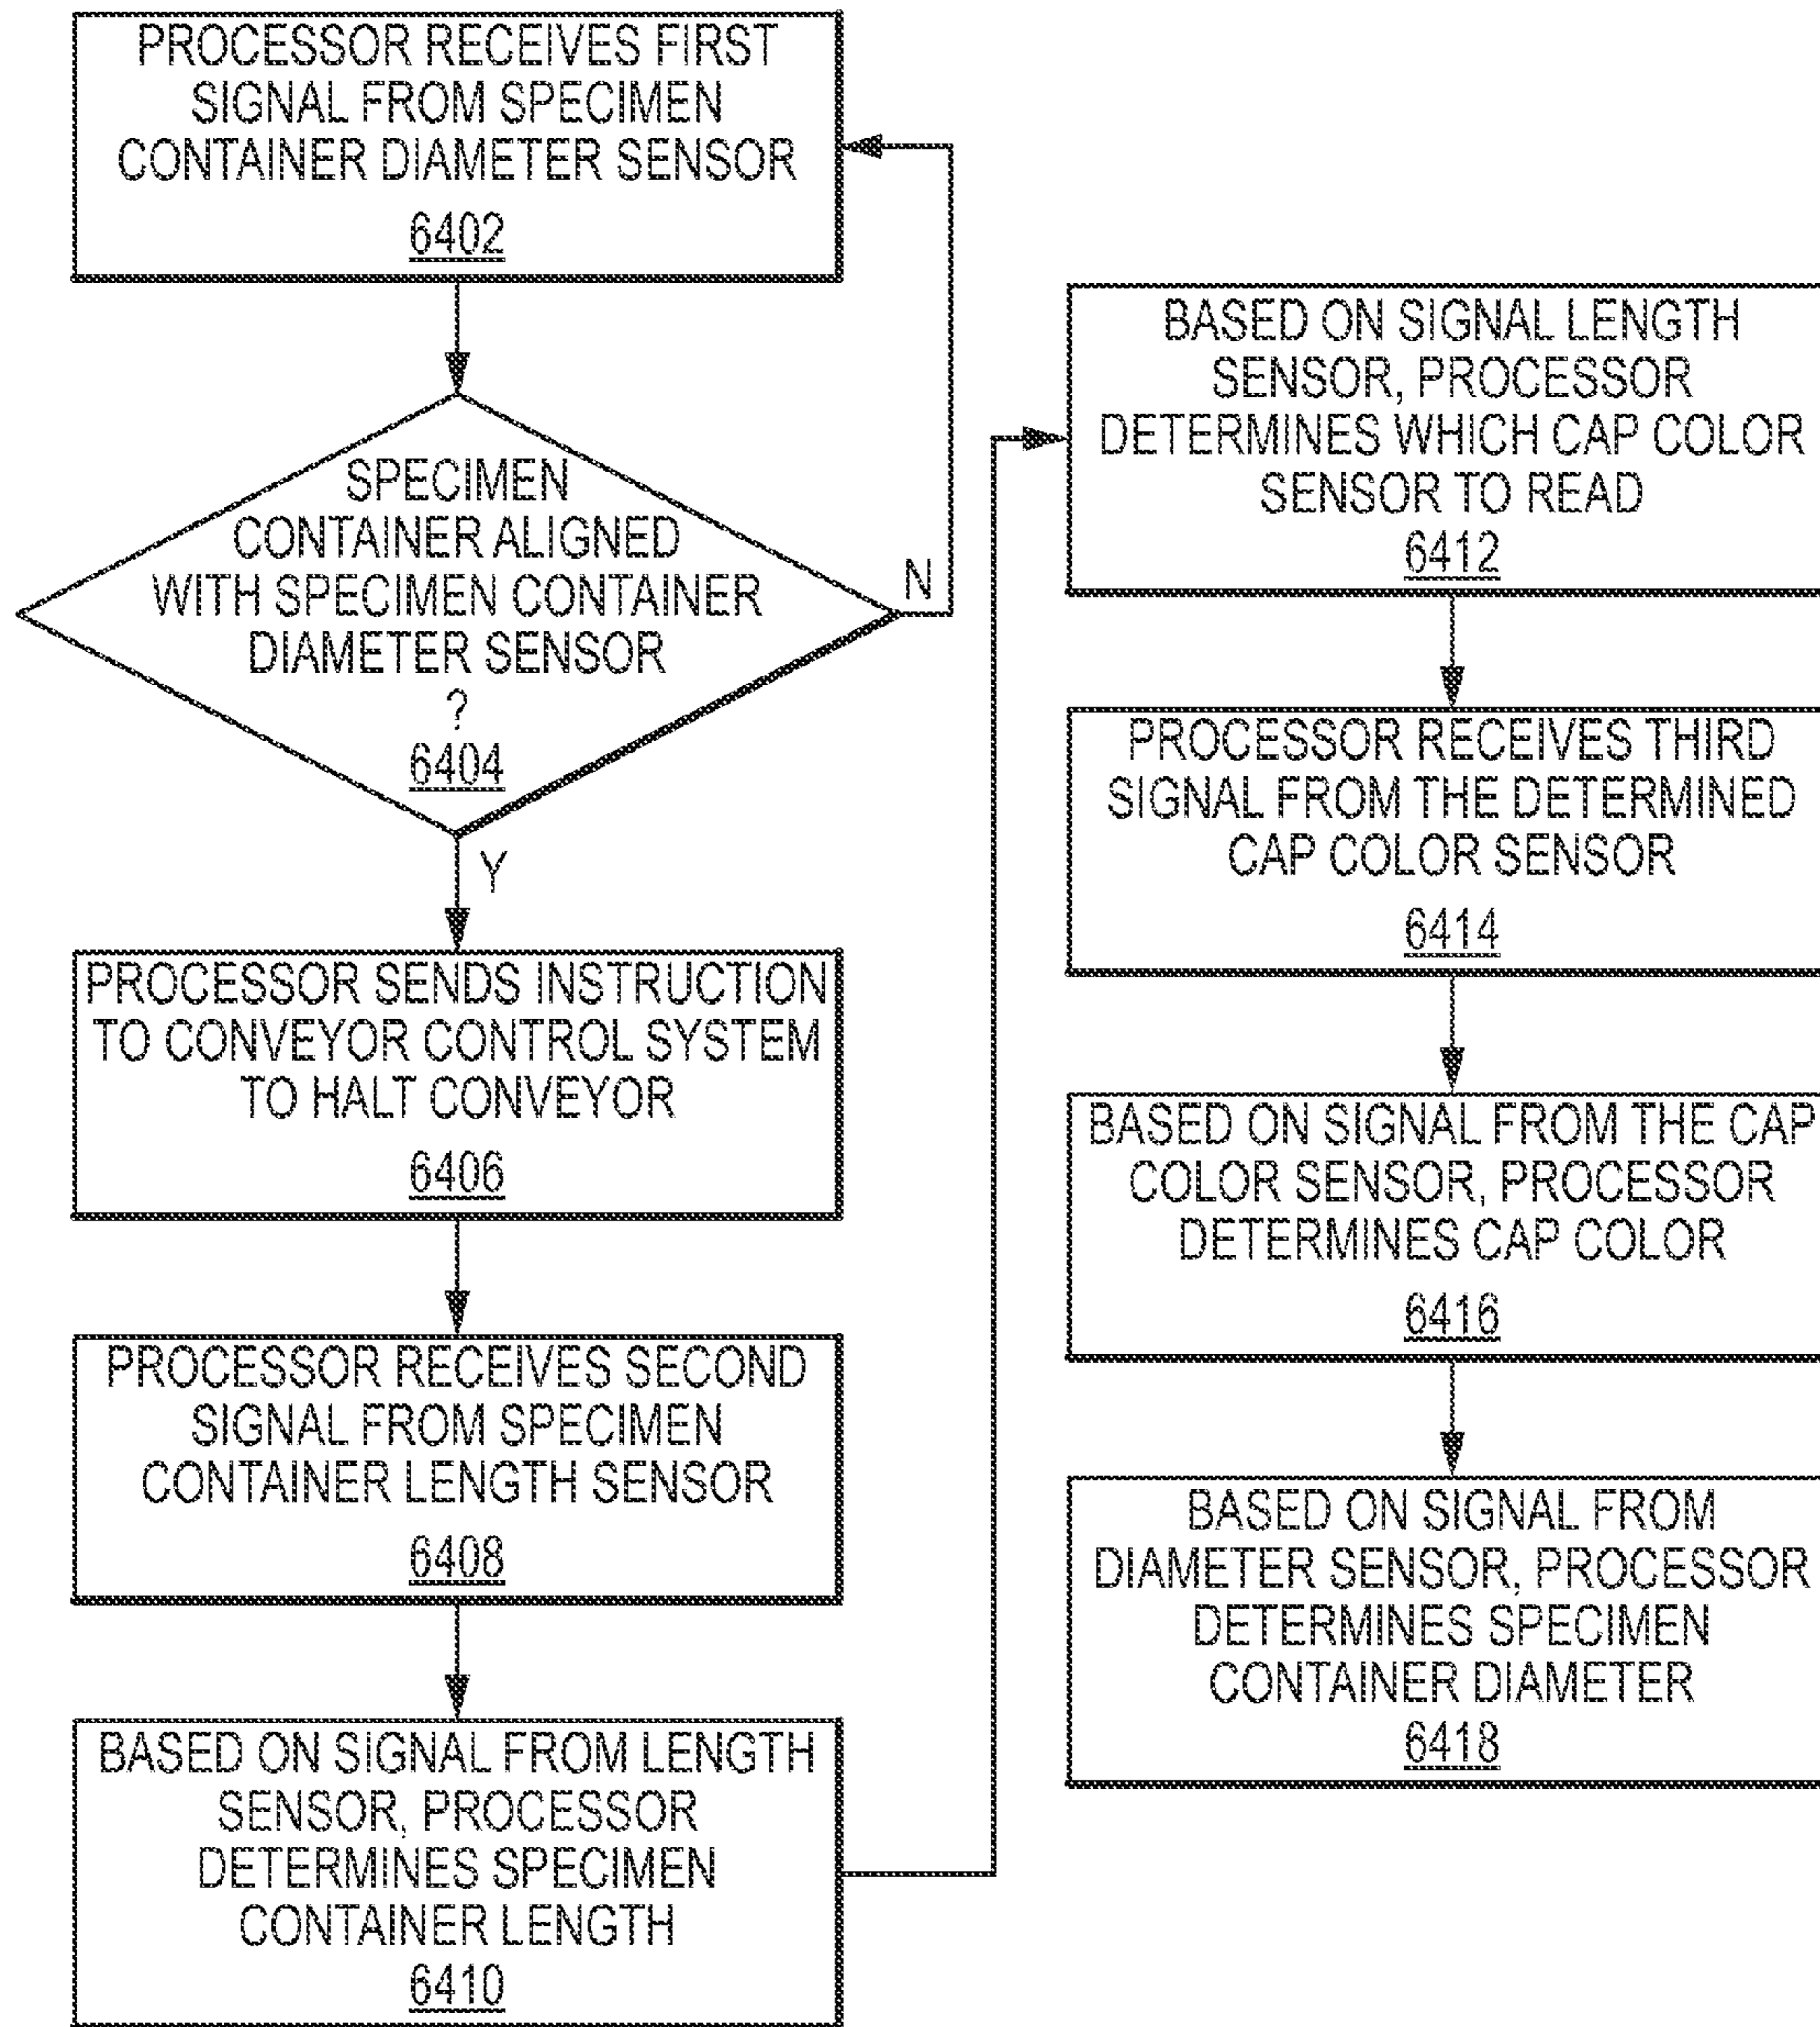 PROCESSOR RECEIVES FIRST
SIGNAL FROM SPECIMEN
CONTAINER DIAMETER SENSOR
6402
SPECIMEN
CONTAINER ALIGNED
WITH SPECIMEN CONTAINER
DIAMETER SENSOR
?
6404
N
Y
PROCESSOR SENDS INSTRUCTION
TO CONVEYOR CONTROL SYSTEM
TO HALT CONVEYOR
6406
PROCESSOR RECEIVES SECOND
SIGNAL FROM SPECIMEN
CONTAINER LENGTH SENSOR
6408
BASED ON SIGNAL FROM LENGTH
SENSOR, PROCESSOR
DETERMINES SPECIMEN
CONTAINER LENGTH
6410
BASED ON SIGNAL LENGTH
SENSOR, PROCESSOR
DETERMINES WHICH CAP COLOR
SENSOR TO READ
6412
PROCESSOR RECEIVES THIRD
SIGNAL FROM THE DETERMINED
CAP COLOR SENSOR
6414
BASED ON SIGNAL FROM THE CAP
COLOR SENSOR, PROCESSOR
DETERMINES CAP COLOR
6416
BASED ON SIGNAL FROM
DIAMETER SENSOR, PROCESSOR
DETERMINES SPECIMEN
CONTAINER DIAMETER
6418